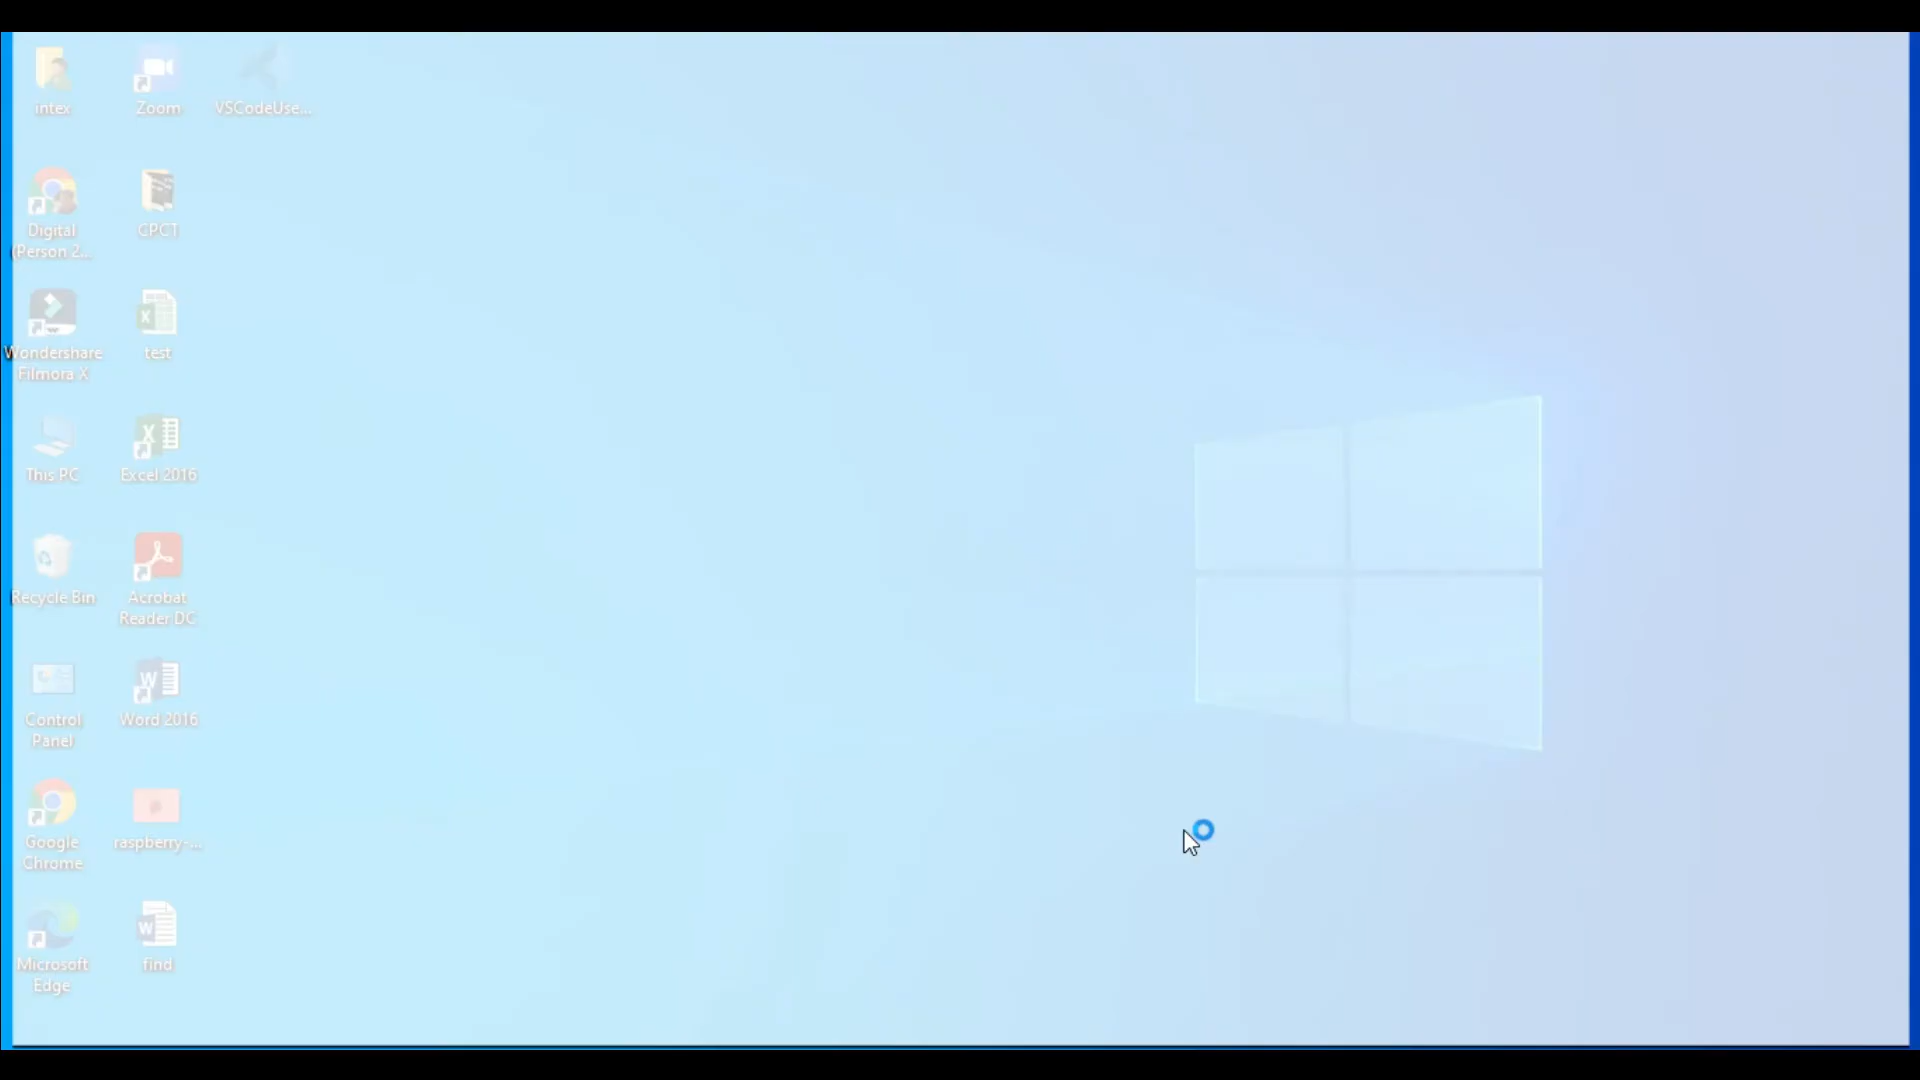 intex
Zoom
VSCodeUse...
Digital
(Person 2...
CPCT
Wondershare
Filmora X
test
This PC
Excel 2016
Recycle Bin
Acrobat
Reader DC
Control
Panel
Word 2016
Google
Chrome
raspberry-...
Microsoft
Edge
find